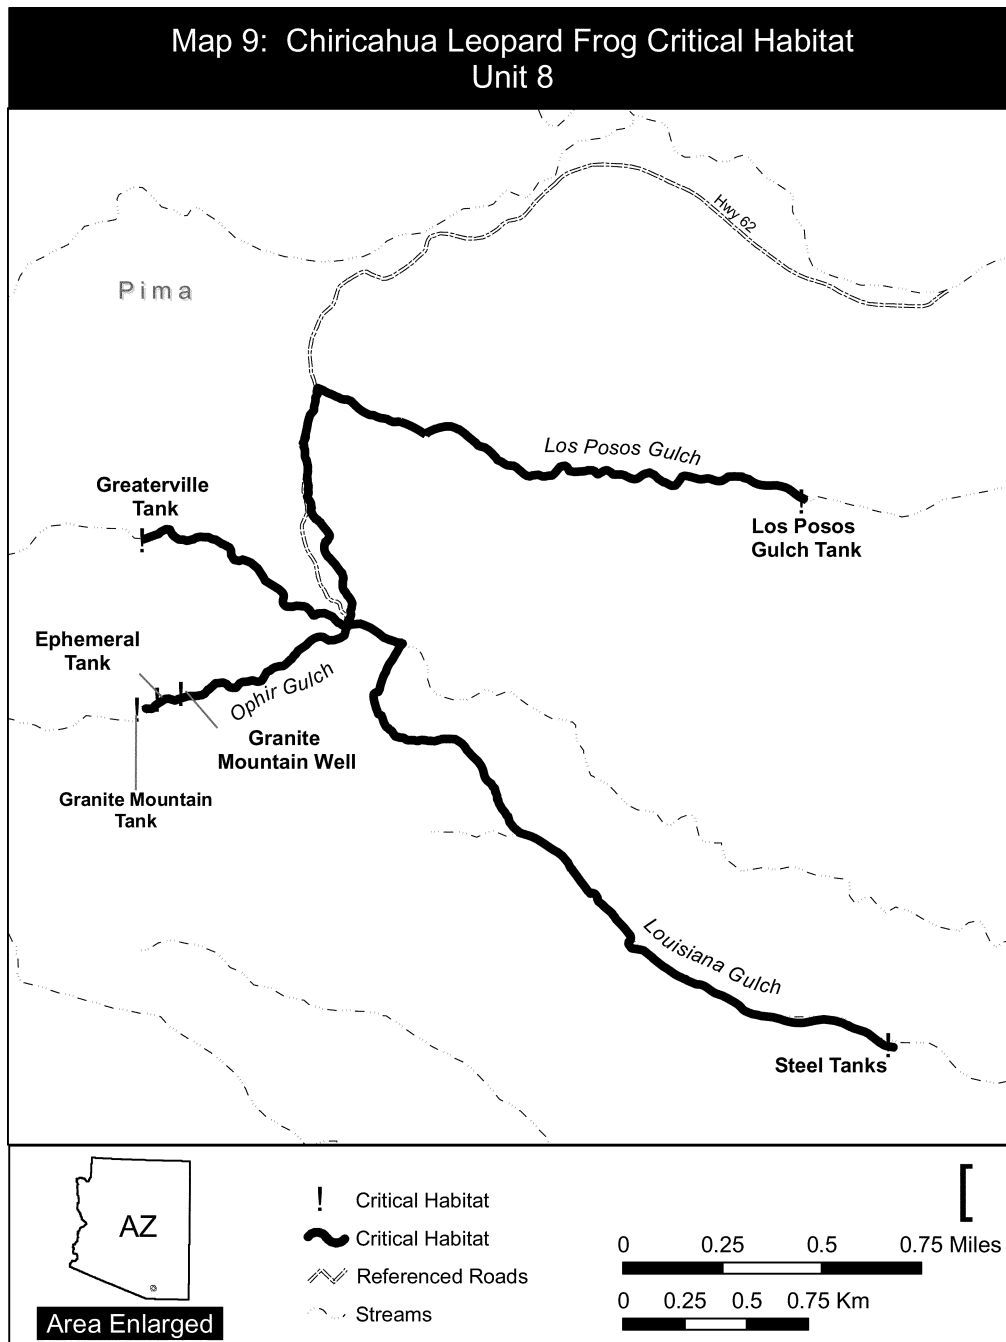 Map 9:  Chiricahua Leopard Frog Critical Habitat
Unit 8
Hwy 62
Pima
Los Posos Gulch
Greaterville
Tank
Los Posos
Gulch Tank
Ephemeral
Tank
Ophir Gulch
Granite
Mountain Well
Granite Mountain
Tank
Louisiana Gulch
Steel Tanks
AZ
Area Enlarged
! Critical Habitat
Critical Habitat
Referenced Roads
Streams
[
0 0.25 0.5 0.75 Miles
0 0.25 0.5 0.75 Km